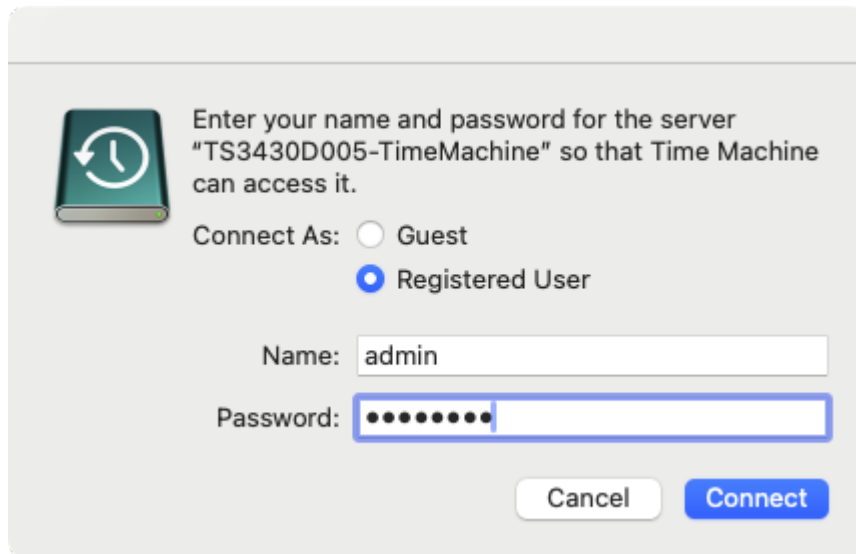 Enter your name and password for the server
“TS3430D005-TimeMachine” so that Time Machine
can access it.
Connect As: Guest
Registered User
Name: admin
Password: ••••••••
Cancel Connect